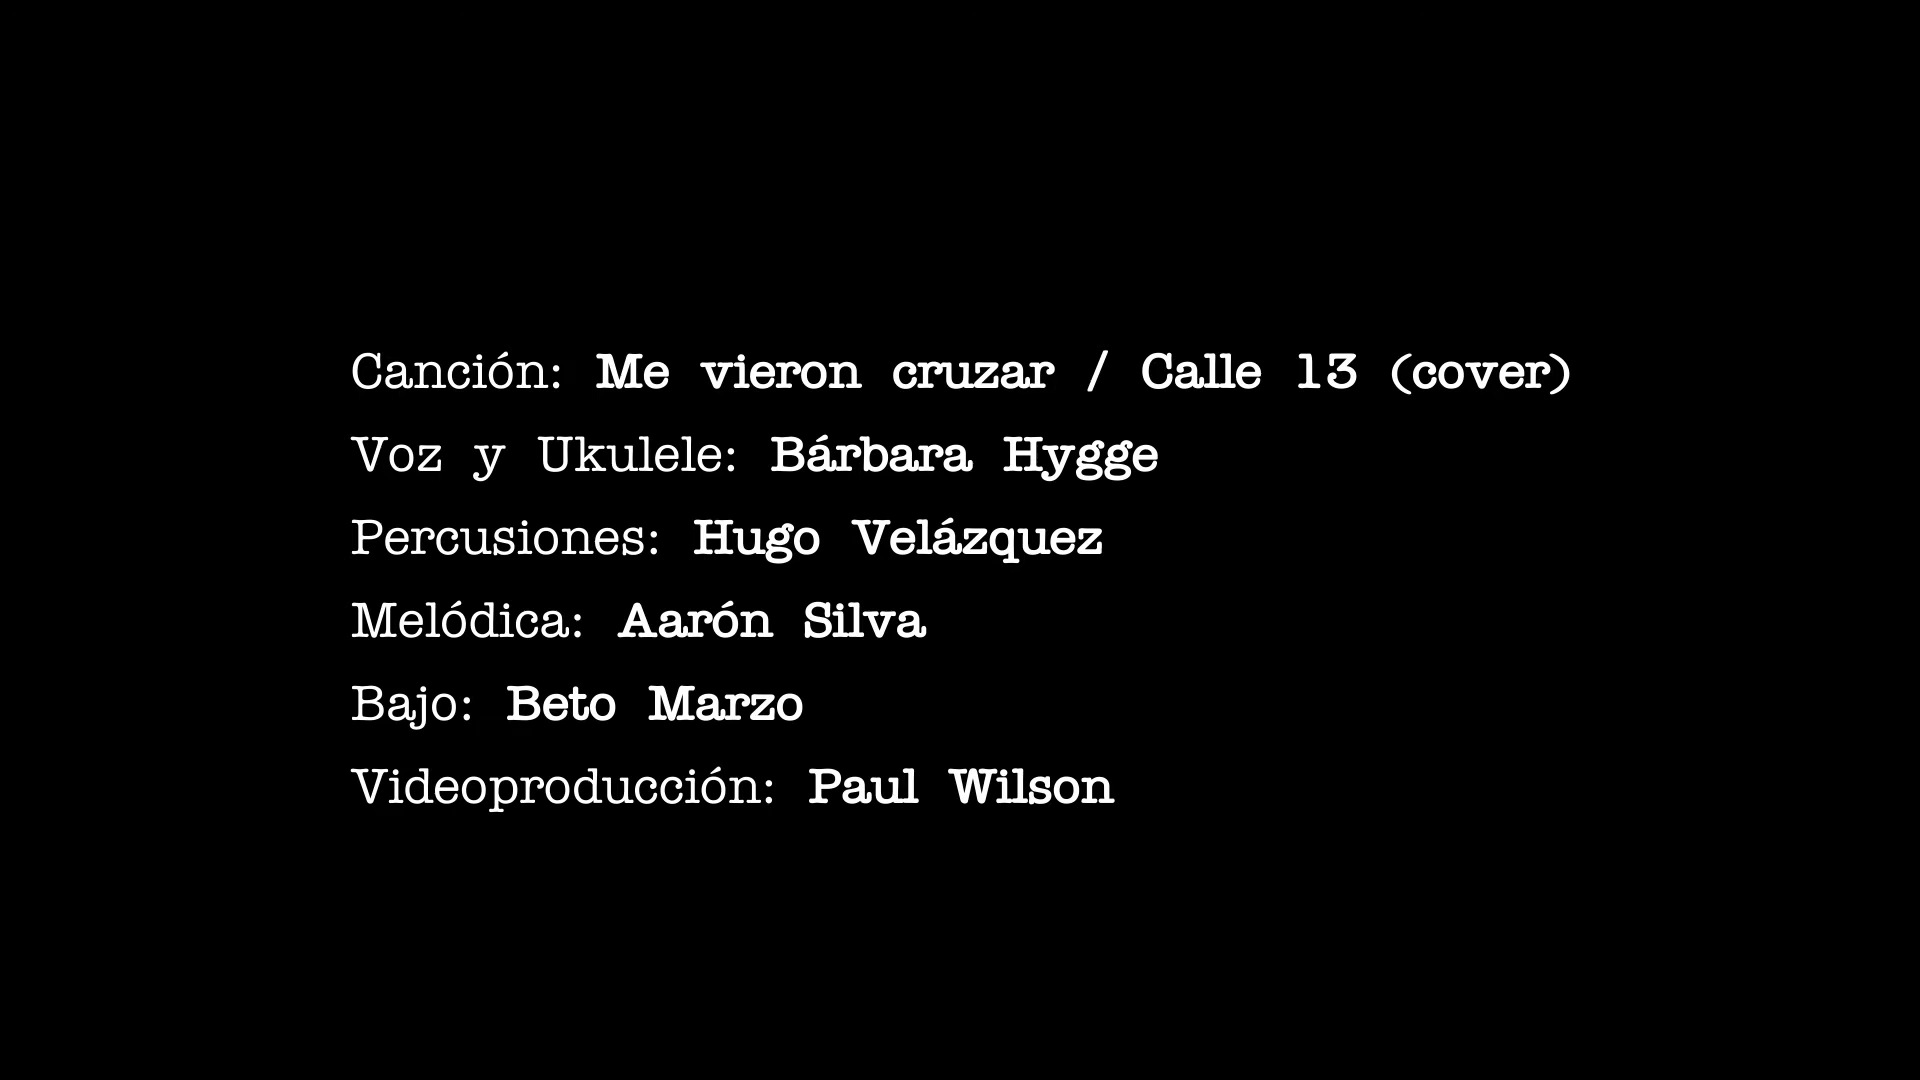 Canción: Me vieron cruzar / Calle 13 (cover)
Voz y Ukulele: Bárbara Hygge
Percusiones: Hugo Velázquez
Melódica: Aarón Silva
Bajo: Beto Marzo
Videoproducción: Paul Wilson